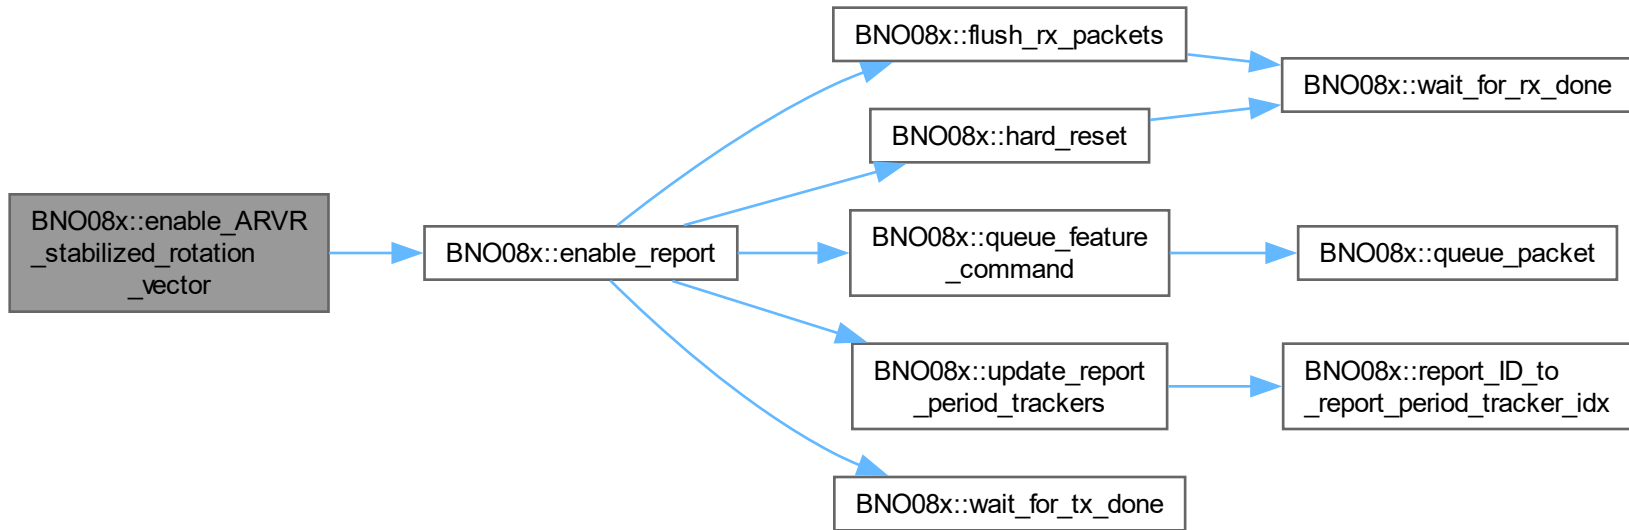 BNO08x::enable_ARVR
_stabilized_rotation
_vector
BNO08x::enable_report
BNO08x::flush_rx_packets
BNO08x::hard_reset
BNO08x::queue_feature
_command
BNO08x::update_report
_period_trackers
BNO08x::wait_for_tx_done
BNO08x::wait_for_rx_done
BNO08x::queue_packet
BNO08x::report_ID_to
_report_period_tracker_idx